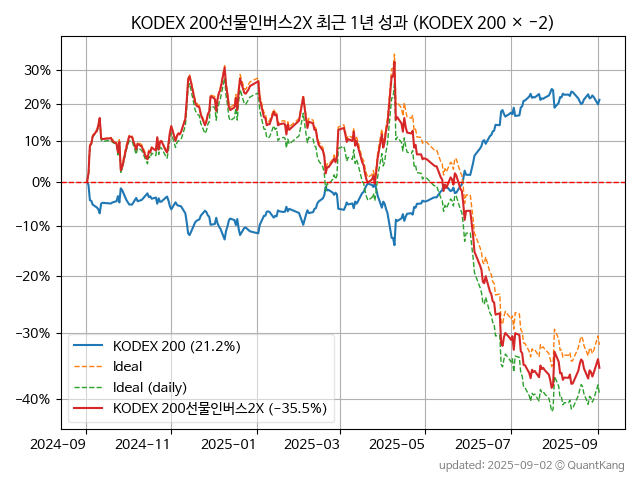 KODEX 200선물인버스2X 최근 1년 성과 (KODEX 200 × −2)
30%
20%
10%
0%
−10%
−20%
−30%
−40%
KODEX 200 (21.2%)
Ideal
Ideal (daily)
KODEX 200선물인버스2X (−35.5%)
2024-09 2024-11 2025-01 2025-03 2025-05 2025-07 2025-09
updated: 2025-09-02 © QuantKang